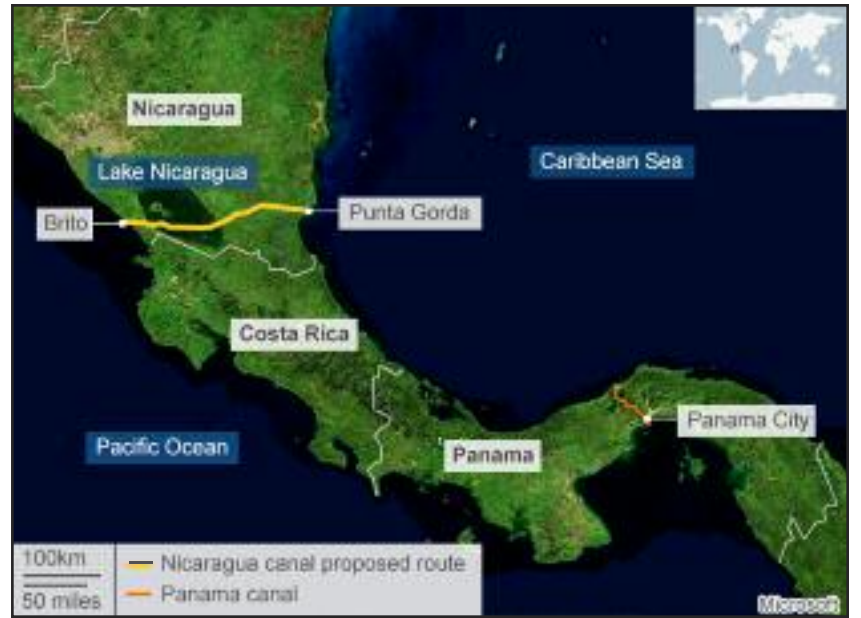 Nicaragua
Caribbean Sea
Lake Nicaragua
Brito
Punta Gorda
Costa Rica
Panama City
Pacific Ocean
Panama
100km
50 miles
Nicaragua canal proposed route
Panama canal
Microsoft